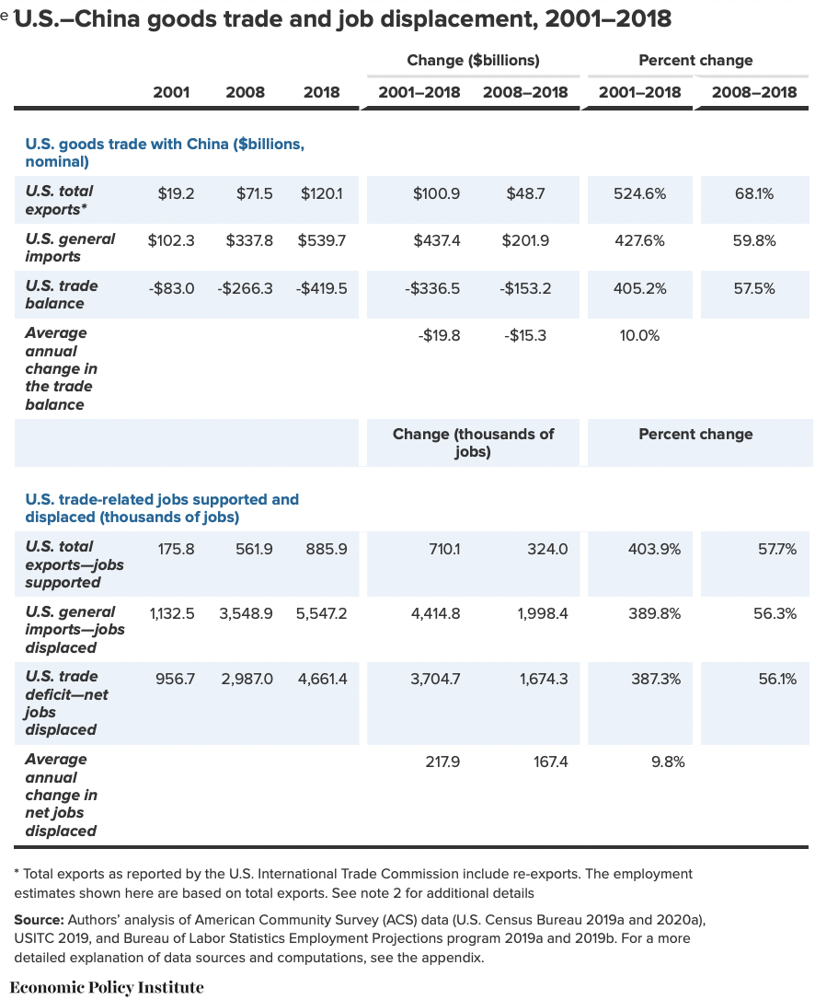 e
U.S.–China goods trade and job displacement, 2001–2018
Change ($billions) Percent change
2001 2008 2018 2001–2018 2008–2018 2001–2018 2008–2018
U.S. goods trade with China ($billions,
nominal)
U.S. total
exports* $19.2 $71.5 $120.1 $100.9 $48.7 524.6% 68.1%
U.S. general
imports $102.3 $337.8 $539.7 $437.4 $201.9 427.6% 59.8%
U.S. trade
balance -$83.0 -$266.3 -$419.5 -$336.5 -$153.2 405.2% 57.5%
Average
annual
change in
the trade
balance -$19.8 -$15.3 10.0%
Change (thousands of
jobs) Percent change
U.S. trade-related jobs supported and
displaced (thousands of jobs)
U.S. total
exports—jobs
supported 175.8 561.9 885.9 710.1 324.0 403.9% 57.7%
U.S. general
imports—jobs
displaced 1,132.5 3,548.9 5,547.2 4,414.8 1,998.4 389.8% 56.3%
U.S. trade
deficit—net
jobs
displaced 956.7 2,987.0 4,661.4 3,704.7 1,674.3 387.3% 56.1%
Average
annual
change in
net jobs
displaced 217.9 167.4 9.8%
* Total exports as reported by the U.S. International Trade Commission include re-exports. The employment
estimates shown here are based on total exports. See note 2 for additional details
Source: Authors’ analysis of American Community Survey (ACS) data (U.S. Census Bureau 2019a and 2020a),
USITC 2019, and Bureau of Labor Statistics Employment Projections program 2019a and 2019b. For a more
detailed explanation of data sources and computations, see the appendix.
Economic Policy Institute